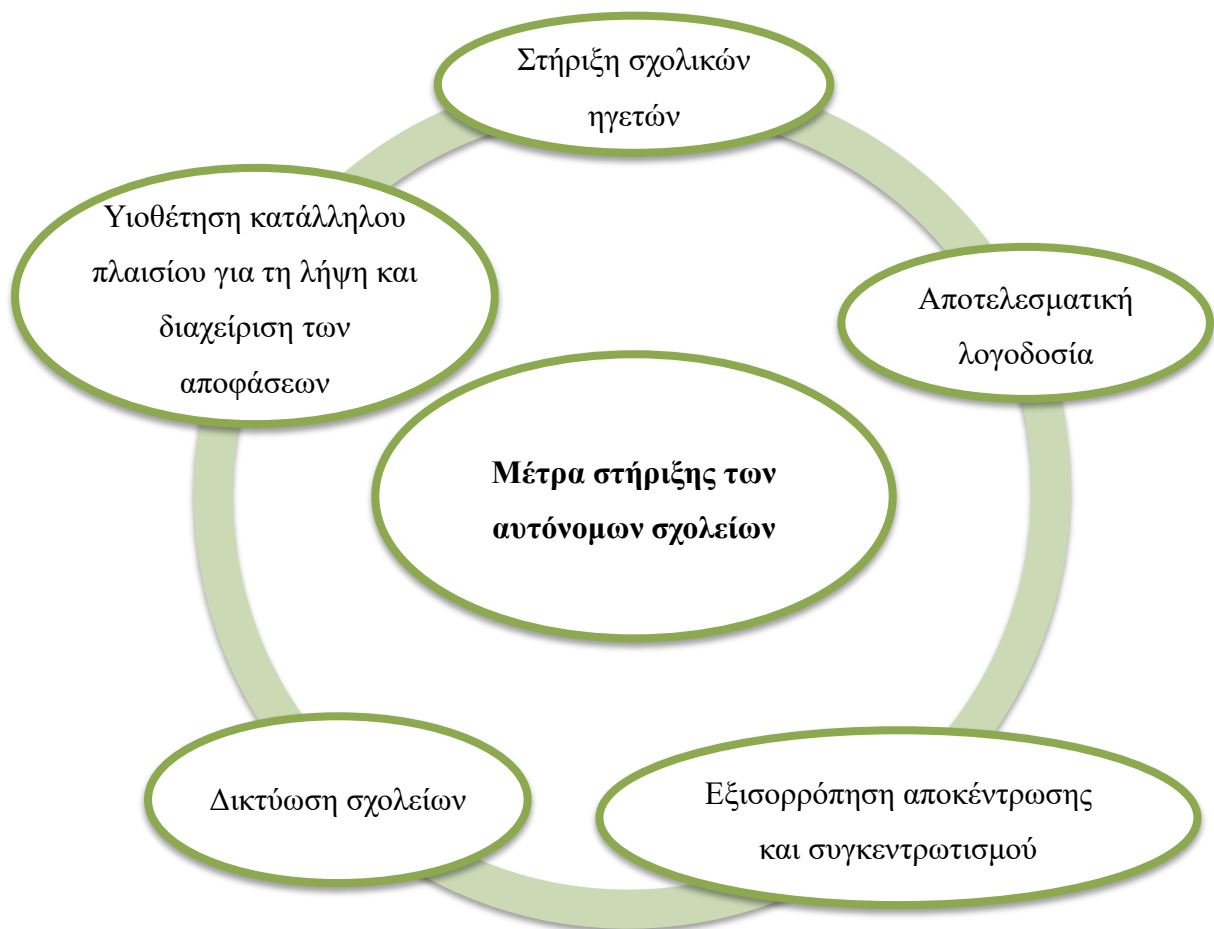 Στήριξη σχολικών
ηγετών
Υιοθέτηση κατάλληλου
πλαισίου για τη λήψη και
διαχείριση των
αποφάσεων
Αποτελεσματική
λογοδοσία
Μέτρα στήριξης των
αυτόνομων σχολείων
Δικτύωση σχολείων
Εξισορρόπηση αποκέντρωσης
και συγκεντρωτισμού